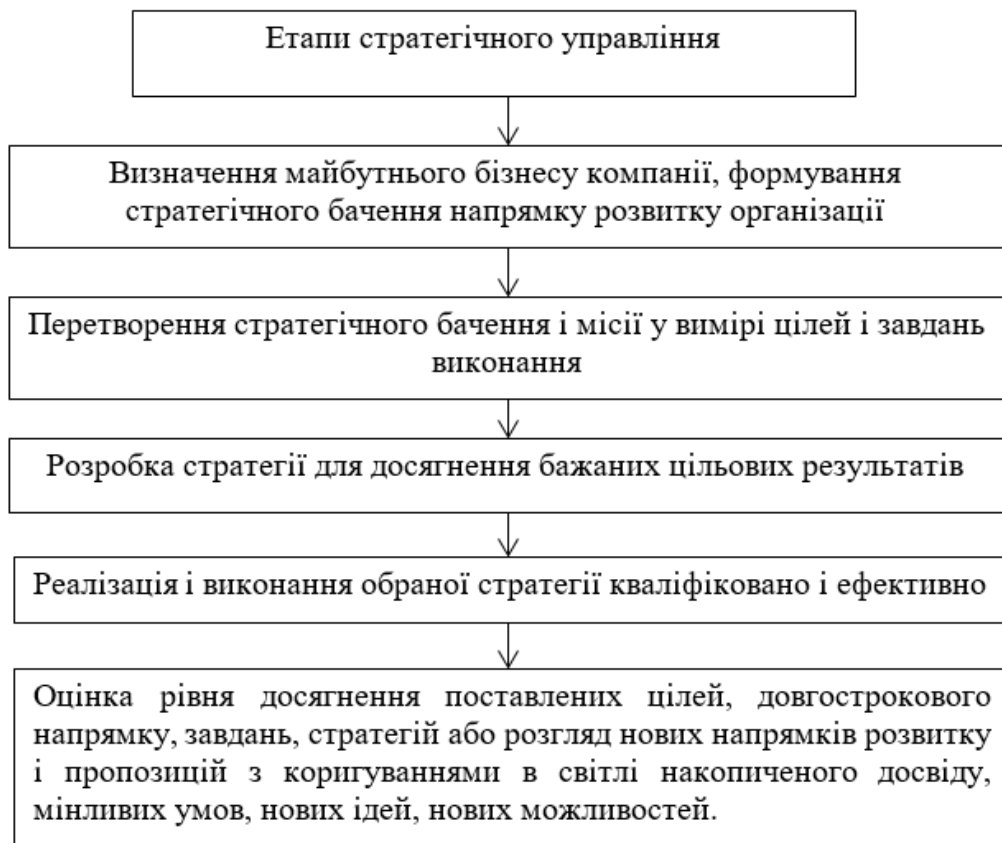 Етапи стратегічного управління
Визначення майбутнього бізнесу компанії, формування
стратегічного бачення напрямку розвитку організації
Перетворення стратегічного бачення і місії у вимірі цілей і завдань
виконання
Розробка стратегії для досягнення бажаних цільових результатів
Реалізація і виконання обраної стратегії кваліфіковано і ефективно
Оцінка рівня досягнення поставлених цілей, довгострокового
напрямку, завдань, стратегій або розгляд нових напрямків розвитку
і пропозицій з коригуваннями в світлі накопиченого досвіду,
мінливих умов, нових ідей, нових можливостей.